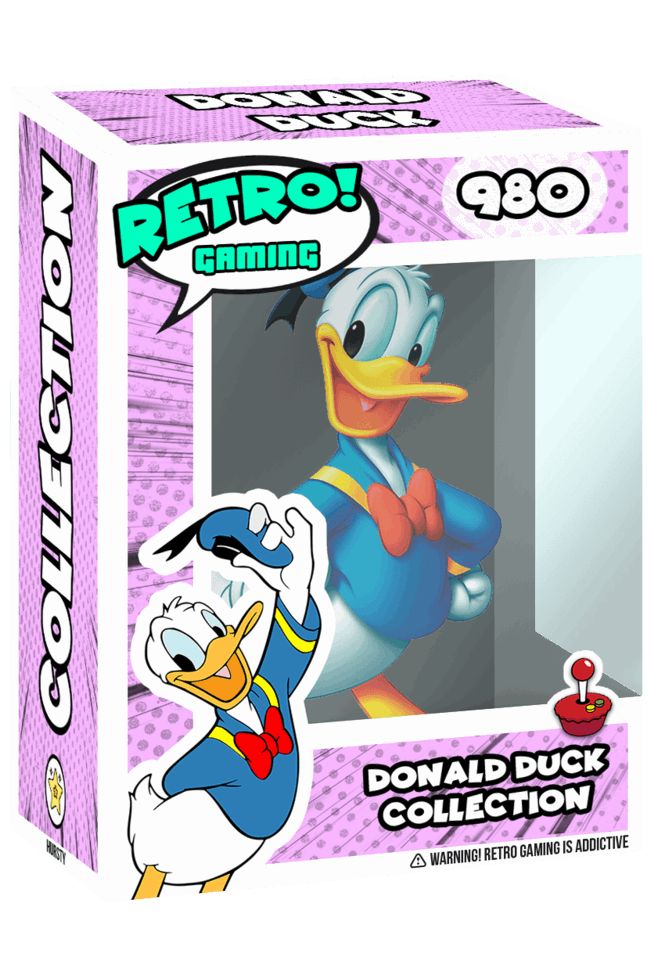 DONALD
DUCK
RETRO!
GAMING
980
COLLECTION
DONALD DUCK
COLLECTION
WARNING! RETRO GAMING IS ADDICTIVE
HURSTY